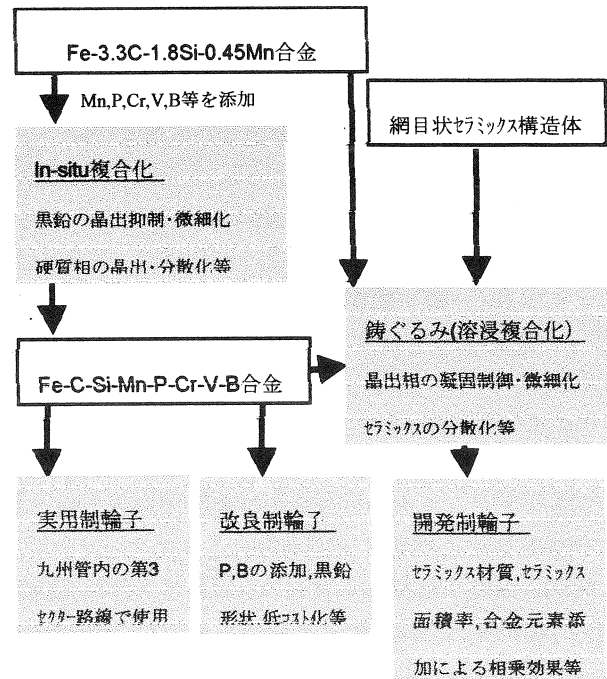 Fe-3.3C-1.8Si-0.45Mn合金
Mn,P,Cr,V,B等を添加
網目状ｾﾗﾐｯｸｽ構造体
In-situ複合化
黒鉛の晶出抑制･微細化
硬質相の晶出･分散化等
鋳ぐるみ(溶浸複合化)
晶出相の凝固制御･微細化
ｾﾗﾐｯｸｽの分散化等
Fe-C-Si-Mn-P-Cr-V-B合金
実用制輪子
九州管内の第3
ｾｸﾀｰ路線で使用
改良制輪子
P,Bの添加,黒鉛
形状,低ｺｽﾄ化等
開発制輪子
ｾﾗﾐｯｸｽ材質,ｾﾗﾐｯｸｽ
面積率,合金元素添
加による相乗効果等